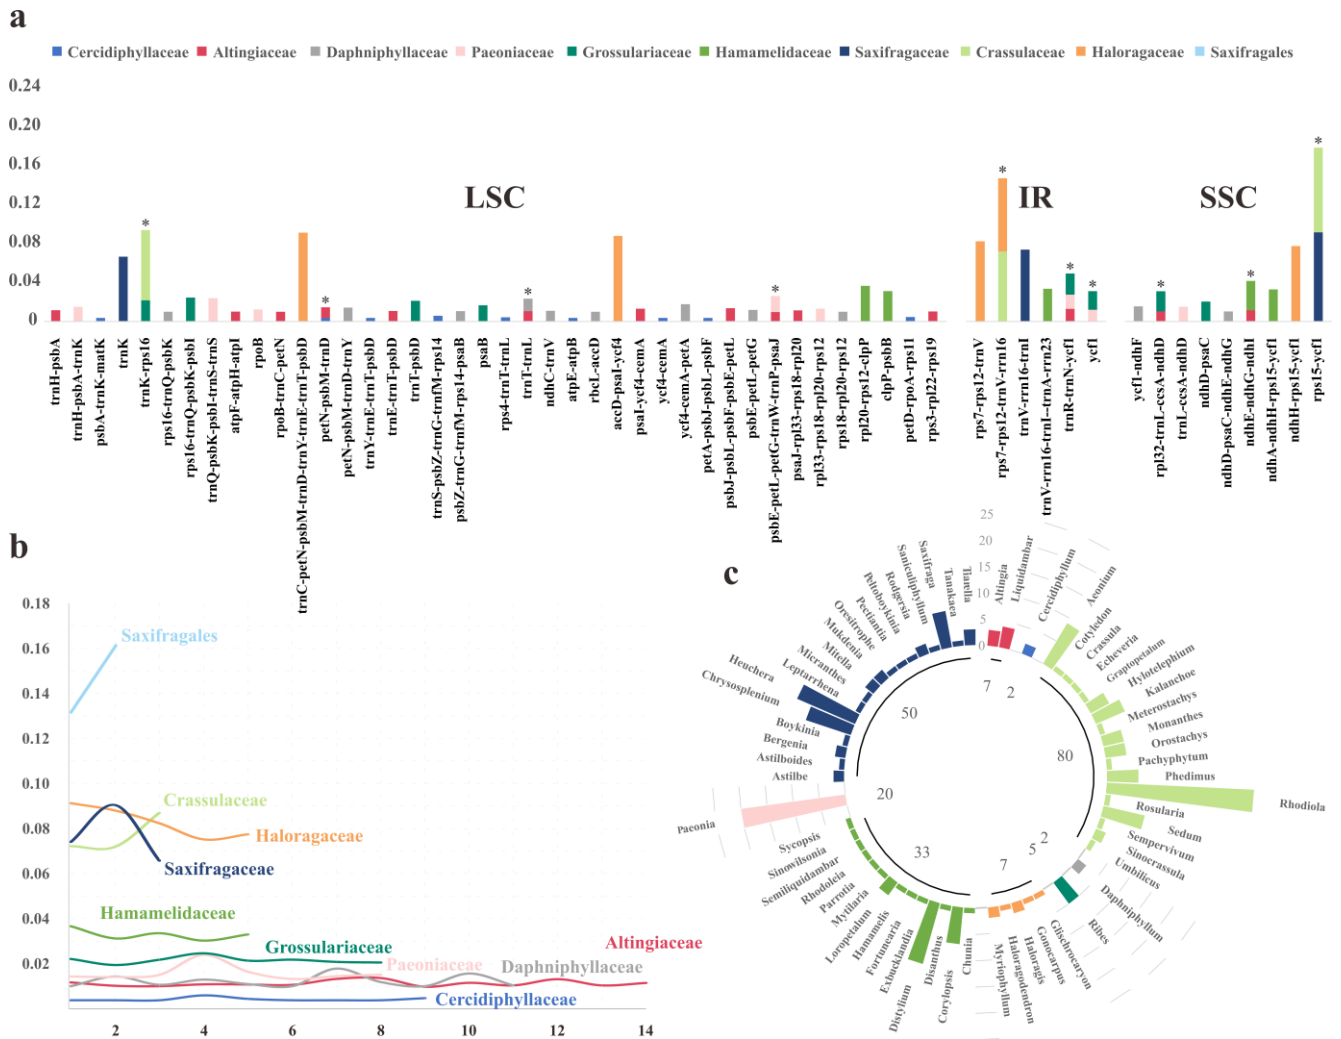 a
Cercidiphyllaceae Altingiaceae Daphniphyllaceae Paeoniaceae Grossulariaceae Hamamelidaceae Saxifragaceae Crassulaceae Haloragaceae Saxifragales
0.24
0.20
0.16
0.12
0.08
0.04
0
LSC
IR
SSC
* * * * * * * * * *
trnH-psbA
trnH-psbA-trnK
psbA-trnK-matK
trnK
trnK-rps16
rps16-trnQ-psbK
rps16-trnQ-psbK-psbI
trnQ-psbK-psbI-trnS-trnS
atpF-atpH-atpI
rpoB
rpoB-trnC-petN
trnC-petN-psbM-trnD-trnY-trnE-trnT-psbD
petN-psbM-trnD
petN-psbM-trnD-trnY
trnY-trnE-trnT-psbD
trnE-trnT-psbD
trnT-psbD
trnS-psbZ-trnG-trnfM-rps14
psbZ-trnG-trnfM-rps14-psaB
psaB
rps4-trnT-trnL
trnT-trnL
ndhC-trnV
atpE-atpB
rbcL-accD
accD-psaI-ycf4
psaI-ycf4-cemA
ycf4-cemA
ycf4-cemA-petA
petA-psbJ-psbL-psbF
psbJ-psbL-psbF-psbE-petL
psbE-petL-petG
psbE-petL-petG-trnW-trnP-psaJ
psaJ-rpl33-rps18-rpl20
rpl33-rps18-rpl20-rps12
rps18-rpl20-rps12
rpl20-rps12-clpP
clpP-psbB
petD-rpoA-rps11
rps3-rpl22-rps19
rps7-rps12-trnV
rps7-rps12-trnV-rrn16
trnV-rrn16-trnI
trnV-rrn16-trnI--trnA-rrn23
trnR-trnN-ycf1
ycf1
ycf1-ndhF
rpl32-trnL-ccsA-ndhD
trnL-ccsA-ndhD
ndhD-psaC
ndhD-psaC-ndhE-ndhG
ndhE-ndhG-ndhI
ndhA-ndhH-rps15-ycf1
ndhH-rps15-ycf1
rps15-ycf1
b
0.18
0.16
0.14
0.12
0.10
0.08
0.06
0.04
0.02
Saxifragales
Crassulaceae
Haloragaceae
Saxifragaceae
Hamamelidaceae
Grossulariaceae
Altingiaceae
Paeoniaceae
Daphniphyllaceae
Cercidiphyllaceae
2 4 6 8 10 12 14
c
25
20
15
10
5
0
Altingia
Liquidambar
Cercidiphyllum
Aeonium
Cotyledon
Crassula
Echeveria
Graptopetalum
Hylotelephium
Kalanchoe
Meterostachys
Monanthes
Orostachys
Pachyphytum
Phedimus
Rhodiola
Rosularia
Sedum
Sempervivum
Sinocrassula
Umbilicus
Daphniphyllum
Ribes
Glischrocaryon
Gonocarpus
Haloragis
Haloragodendron
Myriophyllum
Chunia
Corylopsis
Disanthus
Distylium
Exbucklandia
Fortunearia
Hamamelis
Loropetalum
Mytilaria
Parrotia
Rhodoleia
Semiliquidambar
Sinowilsonia
Sycopsis
Paeonia
Astilbe
Astilboides
Bergenia
Boykinia
Chrysosplenium
Heuchera
Leptarrhena
Micranthes
Mitella
Mukdenia
Oresitrophe
Pectiantia
Peltoboykinia
Rodgersia
Saniculiphyllum
Saxifraga
Tanakaea
Tiarella
7
2
80
2
5
7
33
20
50